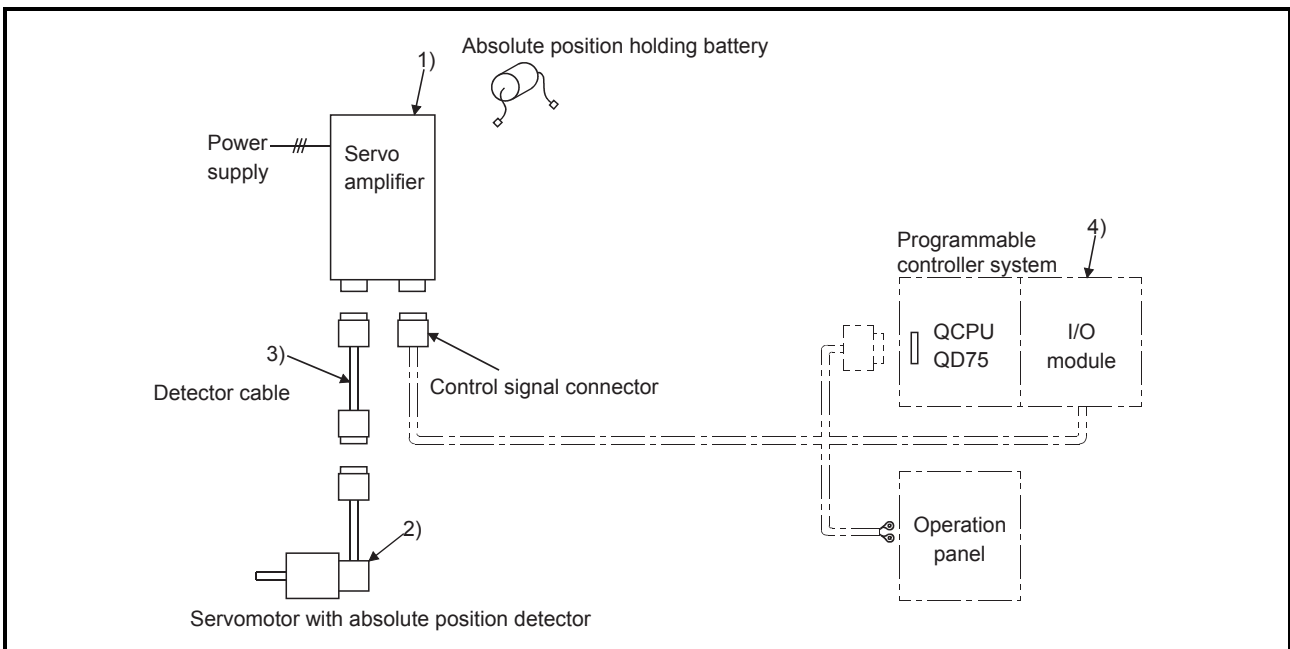 Absolute position holding battery
1)
Power
supply
Servo
amplifier
4)
Programmable
controller system
QCPU
QD75
I/O
module
3)
Detector cable
Control signal connector
Operation
panel
2)
Servomotor with absolute position detector